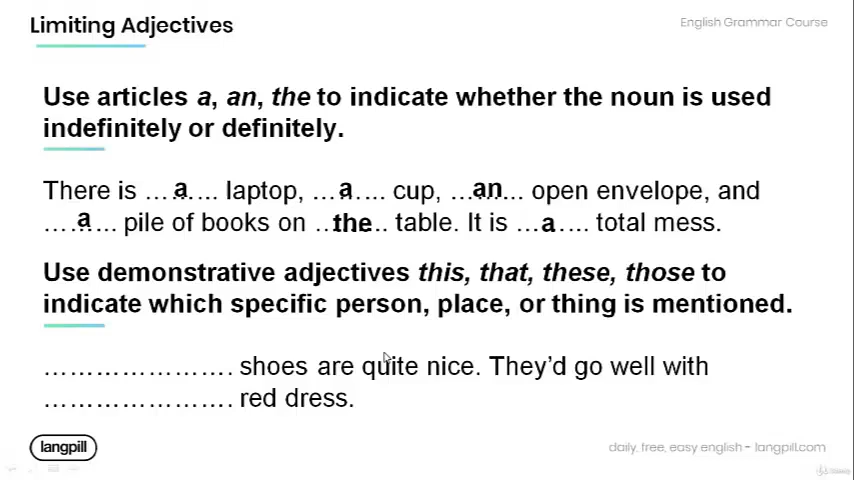 Limiting Adjectives
English Grammar Course
Use articles a, an, the to indicate whether the noun is used
indefinitely or definitely.
There is …a…. laptop, …a…. cup, …an…. open envelope, and
…a…. pile of books on …the…. table. It is …a…. total mess.
Use demonstrative adjectives this, that, these, those to
indicate which specific person, place, or thing is mentioned.
…………………. shoes are quite nice. They’d go well with
…………………. red dress.
langpill
daily, free, easy english - langpill.com
Udemy